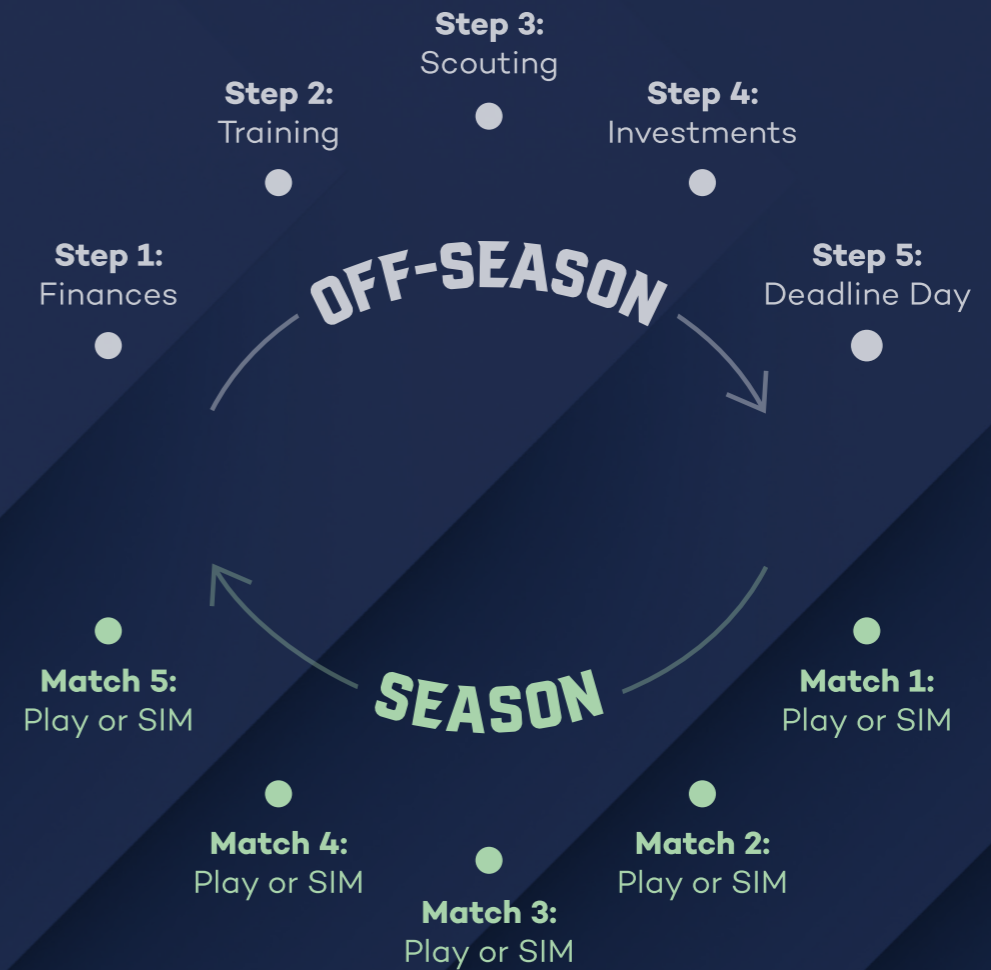 Step 3:
Scouting
Step 2:
Training
Step 4:
Investments
Step 1:
Finances
OFF-SEASON
Step 5:
Deadline Day
Match 5:
Play or SIM
SEASON
Match 1:
Play or SIM
Match 4:
Play or SIM
Match 2:
Play or SIM
Match 3:
Play or SIM